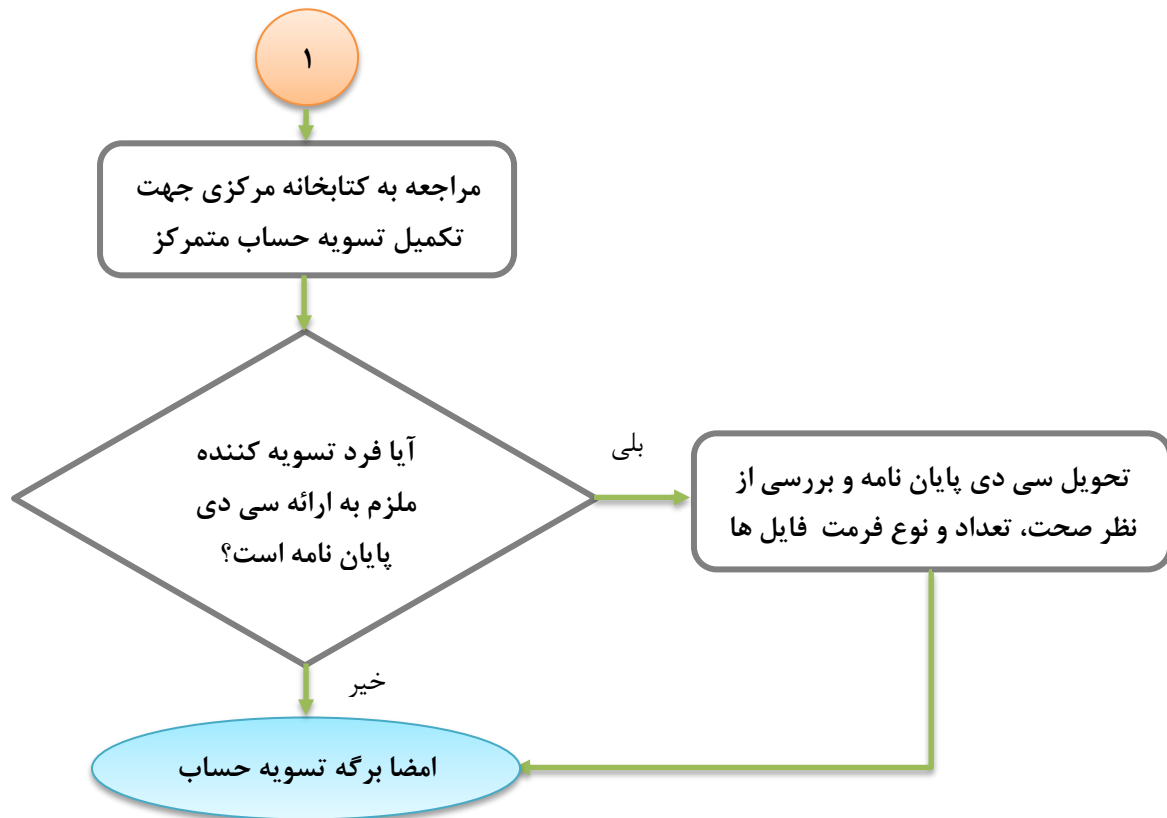 ۱
مراجعه به کتابخانه مرکزی جهت
تکمیل تسویه حساب متمرکز
آیا فرد تسویه کننده
ملزم به ارائه سی دی
پایان نامه است؟
بلی
تحویل سی دی پایان نامه و بررسی از
نظر صحت، تعداد و نوع فرمت فایل ها
خیر
امضا برگه تسویه حساب